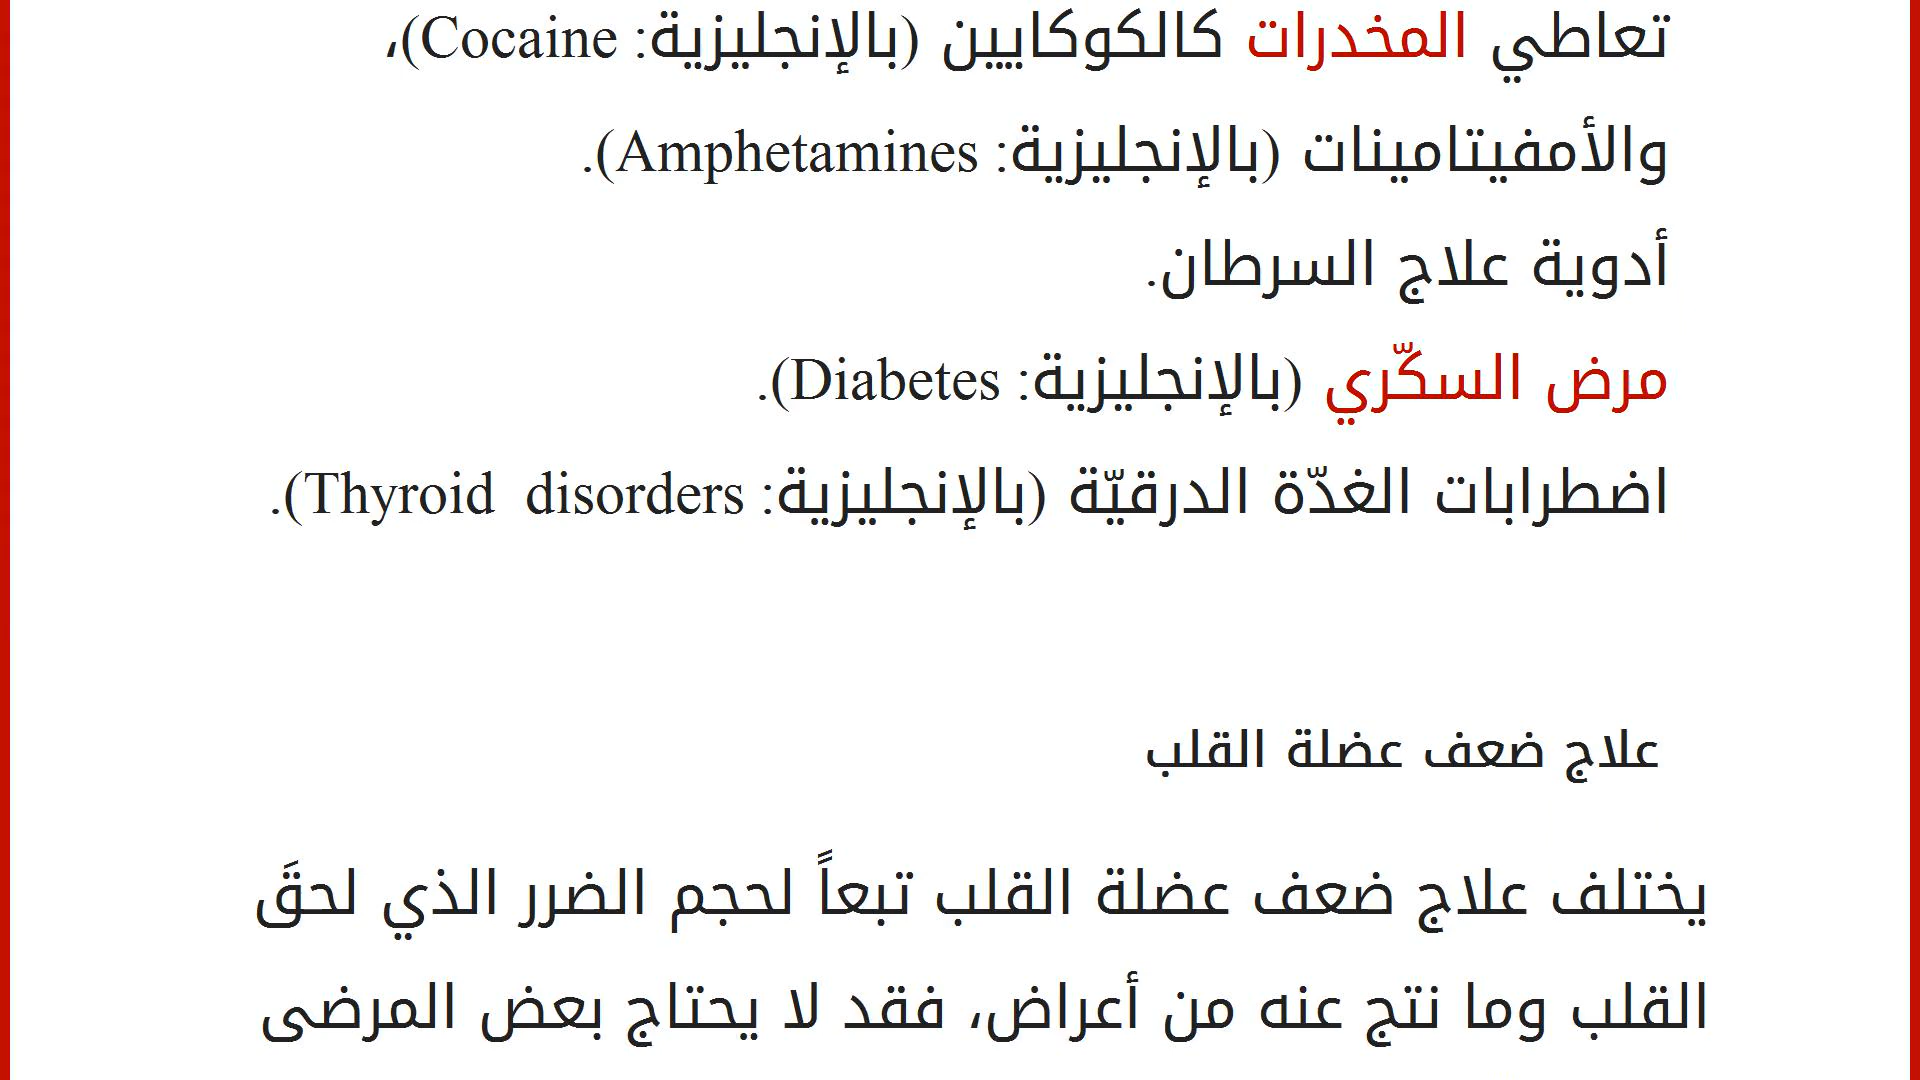 تعاطي المخدرات كالكوكايين (بالإنجليزية: Cocaine)،
والأمفيتامينات (بالإنجليزية: Amphetamines).
أدوية علاج السرطان.
مرض السكّري (بالإنجليزية: Diabetes).
اضطرابات الغدّة الدرقيّة (بالإنجليزية: Thyroid disorders).
علاج ضعف عضلة القلب
يختلف علاج ضعف عضلة القلب تبعاً لحجم الضرر الذي لحقَ
القلب وما نتج عنه من أعراض، فقد لا يحتاج بعض المرضى